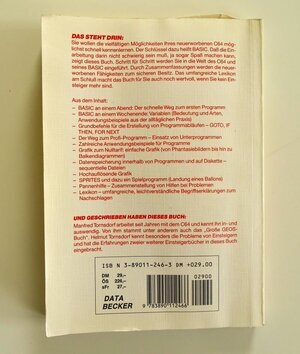 DAS STEHT DRIN:
Sie wollen die vielfältigen Möglichkeiten Ihres neuerworbenen C64 mög-
lichst schnell kennenlernen. Der Schlüssel dazu heißt BASIC. Daß die Ein-
arbeitung darin nicht schwierig sein muß, ja sogar Spaß machen kann,
zeigt dieses Buch. Schritt für Schritt werden Sie in die Welt des C64 und
seines BASIC eingeführt. Durch Zusammenfassungen werden die neuer-
worbenen Fähigkeiten zum sicheren Besitz. Das umfangreiche Lexikon
am Schluß macht das Buch für Sie auch noch wertvoll, wenn Sie kein Ein-
steiger mehr sind.
Aus dem Inhalt:
– BASIC an einem Abend: Der schnelle Weg zum ersten Programm
– BASIC an einem Wochenende: Variablen (Bedeutung und Arten,
Anwendungsbeispiele aus der alltäglichen Praxis)
– Grundbefehle für die Erstellung von Programmabläufen – GOTO, IF
THEN, FOR NEXT
– Der Weg zum Profi-Programm – Einsatz von Unterprogrammen
– Zahlreiche Anwendungsbeispiele für Programme
– Grafik zum Nulltarif: einfache Grafik (von Phantasiebildern bis hin zu
Balkendiagrammen)
– Datenspeicherung innerhalb von Programmen und auf Diskette –
sequentielle Dateien
– Hochauflösende Grafik
– SPRITES und dazu ein Spielprogramm (Landung eines Ballons)
– Pannenhilfe – Zusammenstellung von Hilfen bei Problemen
– Lexikon – umfangreiche, leichtverständliche Begriffserklärungen zum
Nachschlagen
UND GESCHRIEBEN HABEN DIESES BUCH:
Manfred Tornsdorf arbeitet seit Jahren mit dem C64 und kennt ihn in- und
auswendig. Von ihm stammt unter anderem auch das „Große GEOS-
Buch". Helmut Tornsdorf kennt besonders die Probleme von Einsteigern
und hat die Erfahrungen zweier weiterer Einsteigerbücher in dieses Buch
eingebracht.
ISBN 3-89011-246-3 DM +029.00
DM 29,-
ÖS 226,-
sFr 27,-
02900
DATA
BECKER
9 783890 112466